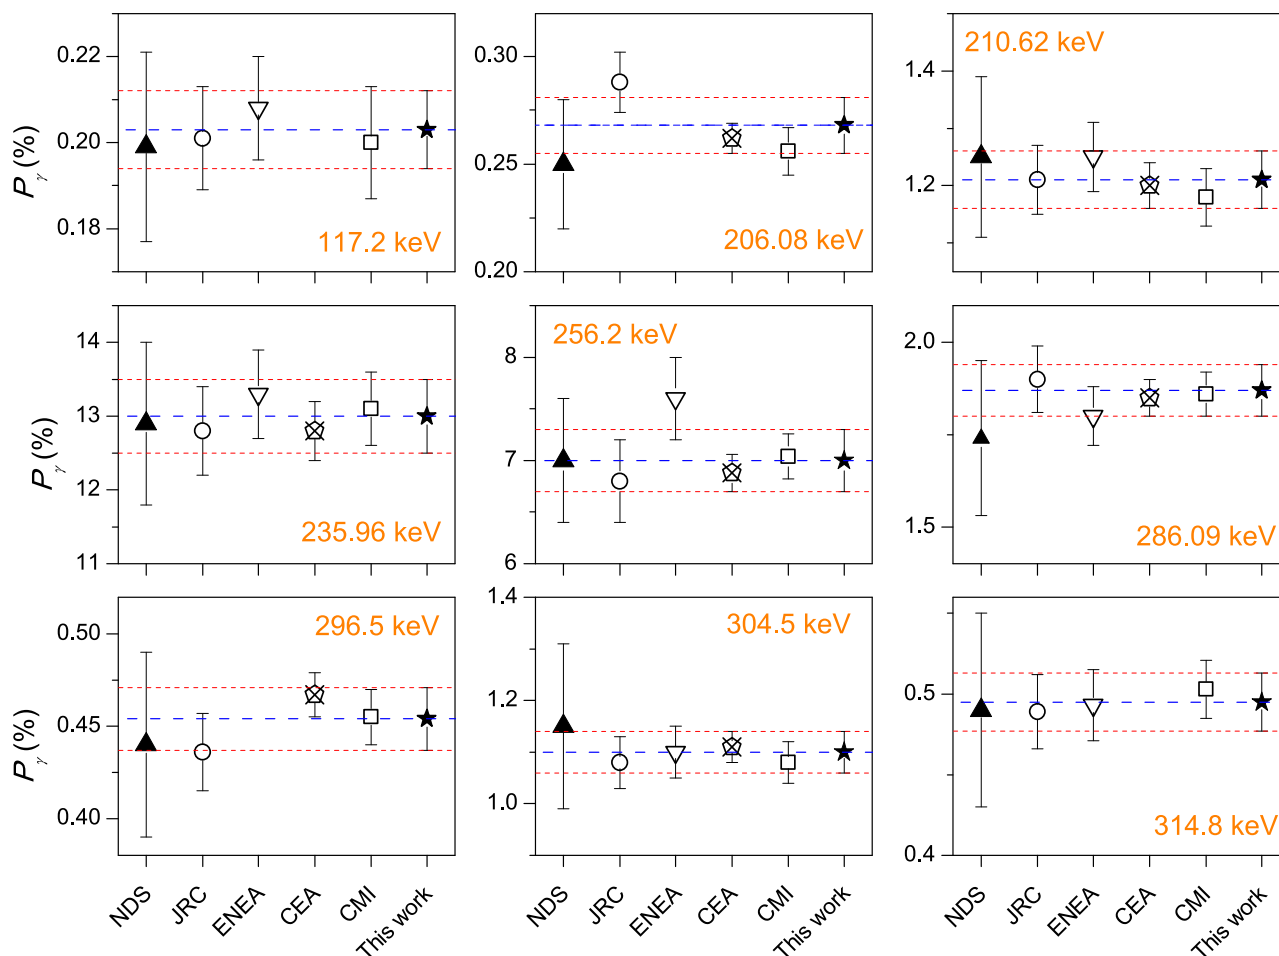 0.22
0.20
0.18
Pγ (%)
117.2 keV
0.30
0.25
0.20
206.08 keV
1.4
1.2
210.62 keV
14
13
12
11
Pγ (%)
235.96 keV
8
7
6
256.2 keV
2.0
1.5
286.09 keV
0.50
0.45
0.40
Pγ (%)
296.5 keV
1.4
1.2
1.0
304.5 keV
0.5
0.4
314.8 keV
NDS JRC ENEA CEA CMI This work
NDS JRC ENEA CEA CMI This work
NDS JRC ENEA CEA CMI This work